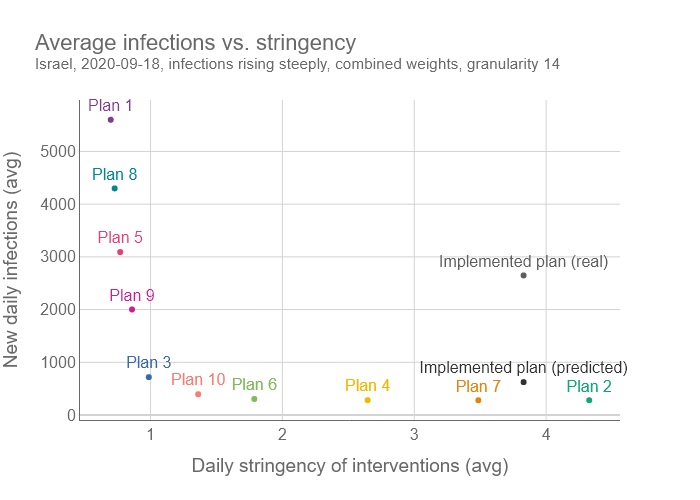 Average infections vs. stringency
Israel, 2020-09-18, infections rising steeply, combined weights, granularity 14
Plan 1
5000
Plan 8
4000
Plan 5
3000
Implemented plan (real)
Plan 9
2000
1000
Plan 3
Implemented plan (predicted)
Plan 10
Plan 6
Plan 4
Plan 7
Plan 2
0
1
2
3
4
New daily infections (avg)
Daily stringency of interventions (avg)